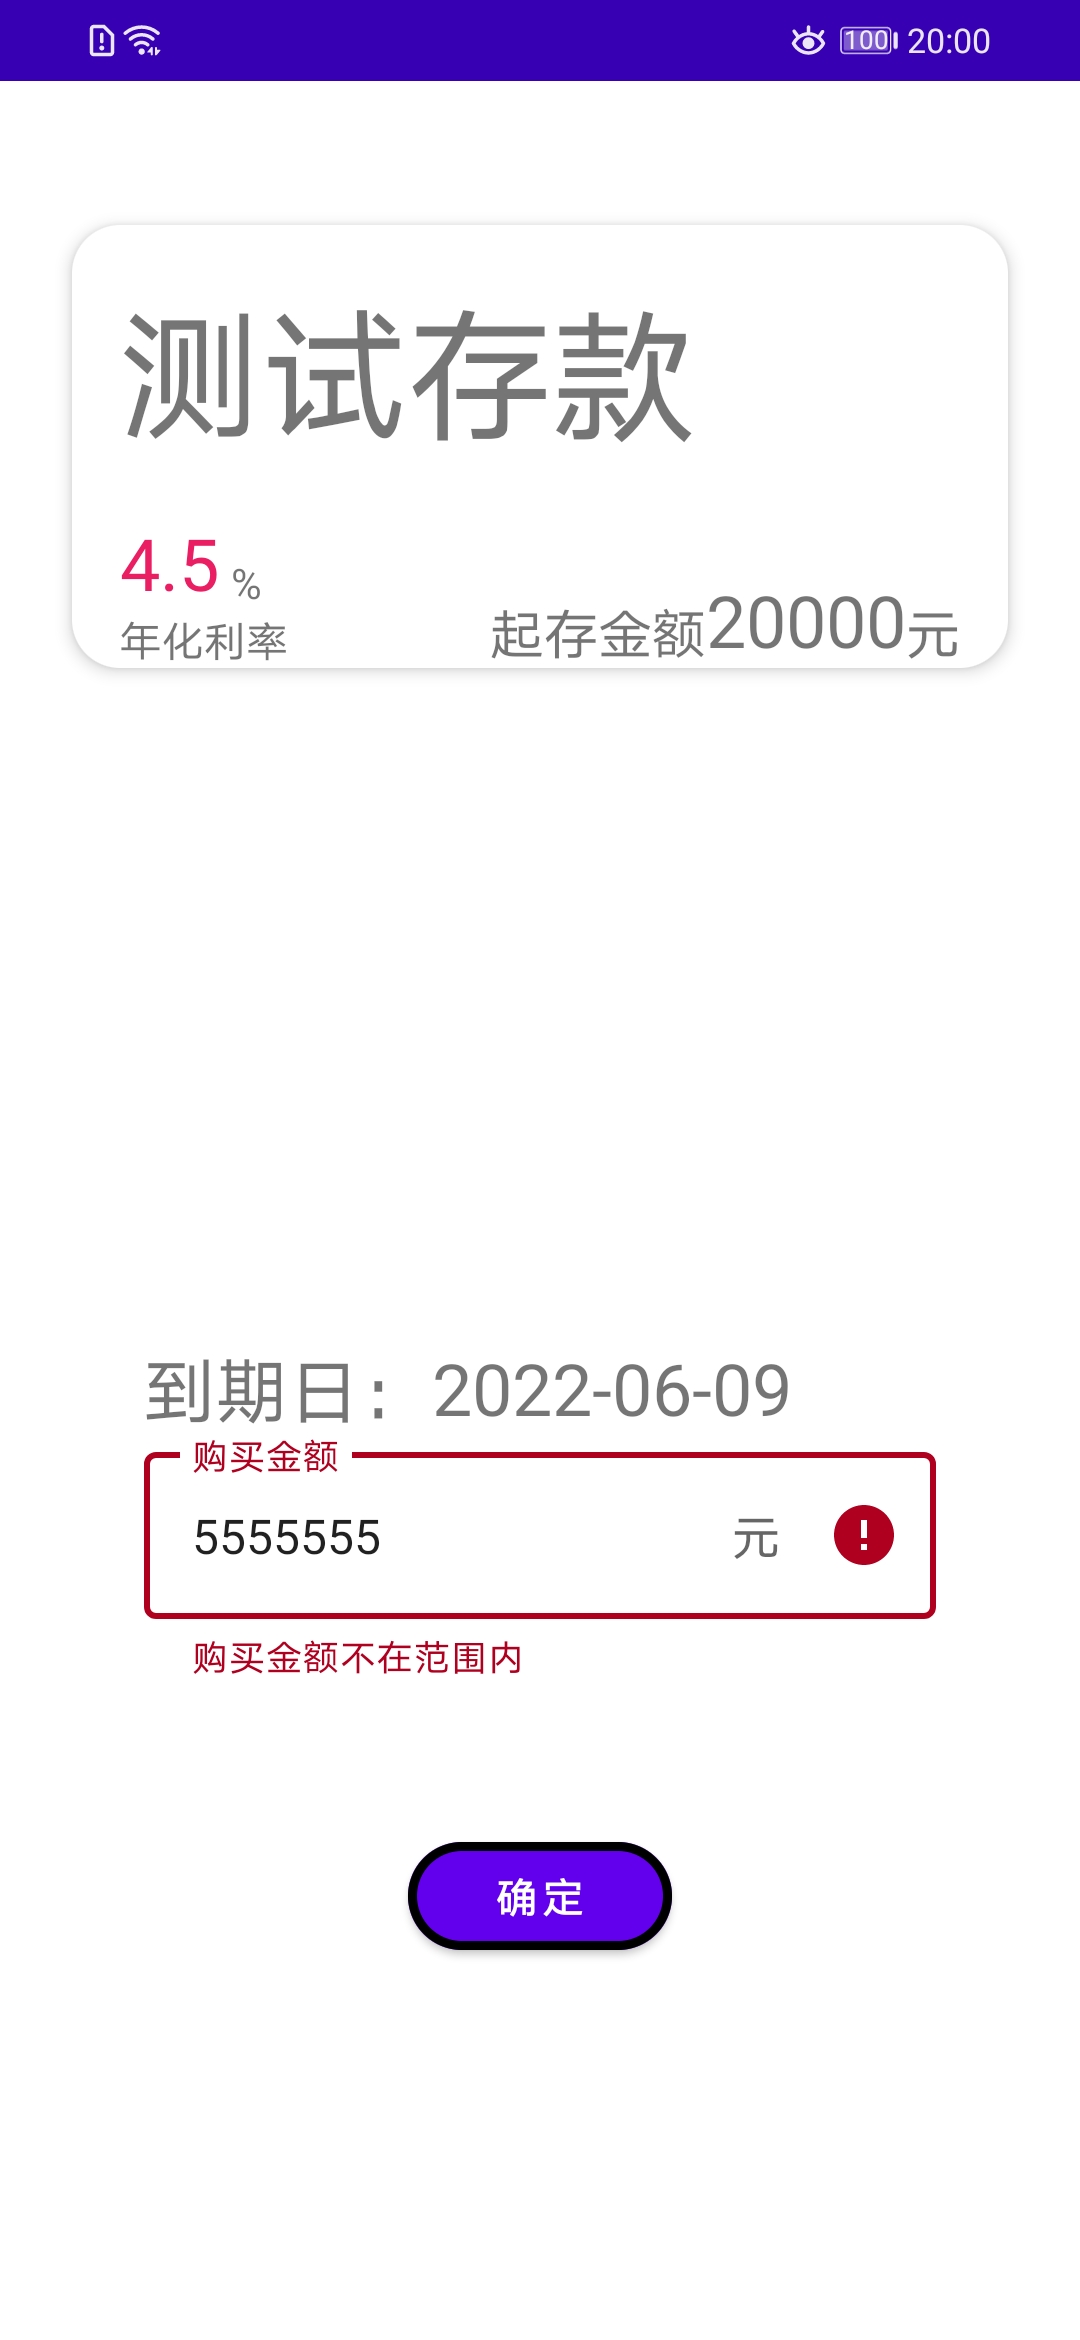 100 20:00
测试存款
4.5 %
年化利率
起存金额20000元
到期日：2022-06-09
购买金额
5555555 元
购买金额不在范围内
确定